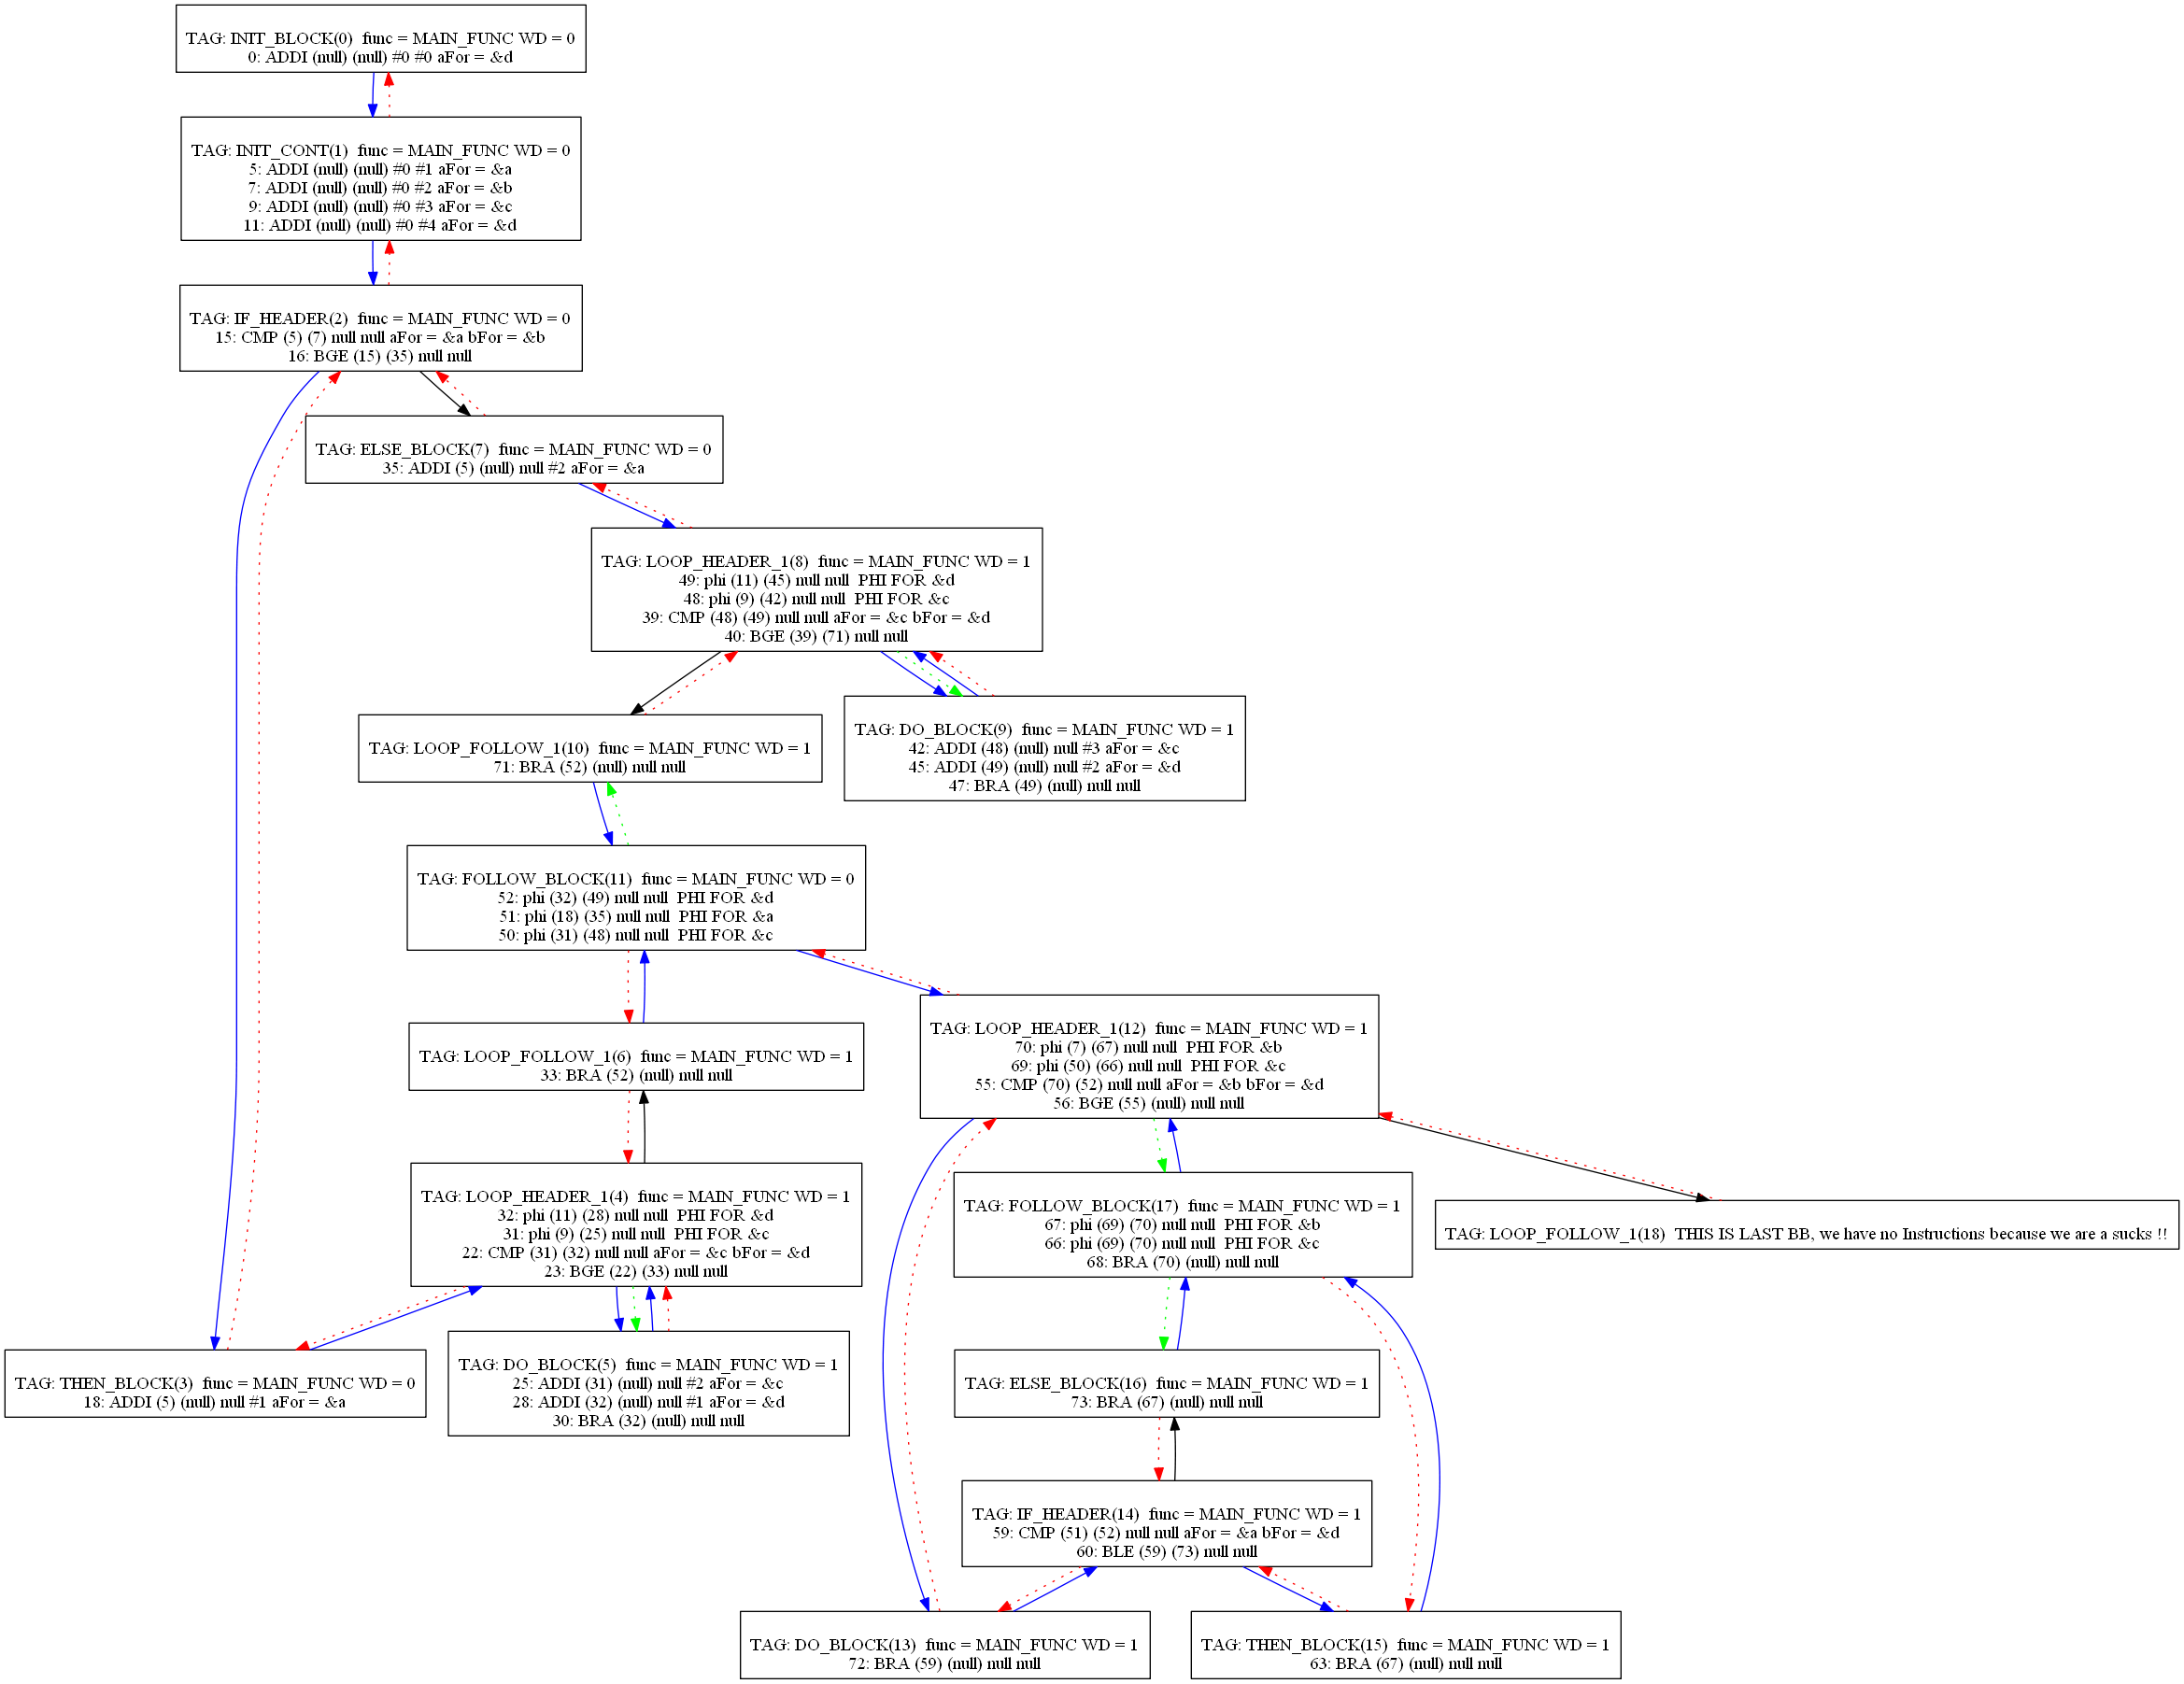 TAG: INIT_BLOCK(0) func = MAIN_FUNC WD = 0
0: ADDI (null) (null) #0 #0 aFor = &d
TAG: INIT_CONT(1) func = MAIN_FUNC WD = 0
5: ADDI (null) (null) #0 #1 aFor = &a
7: ADDI (null) (null) #0 #2 aFor = &b
9: ADDI (null) (null) #0 #3 aFor = &c
11: ADDI (null) (null) #0 #4 aFor = &d
TAG: IF_HEADER(2) func = MAIN_FUNC WD = 0
15: CMP (5) (7) null null aFor = &a bFor = &b
16: BGE (15) (35) null null
TAG: ELSE_BLOCK(7) func = MAIN_FUNC WD = 0
35: ADDI (5) (null) null #2 aFor = &a
TAG: LOOP_HEADER_1(8) func = MAIN_FUNC WD = 1
49: phi (11) (45) null null PHI FOR &d
48: phi (9) (42) null null PHI FOR &c
39: CMP (48) (49) null null aFor = &c bFor = &d
40: BGE (39) (71) null null
TAG: LOOP_FOLLOW_1(10) func = MAIN_FUNC WD = 1
71: BRA (52) (null) null null
TAG: DO_BLOCK(9) func = MAIN_FUNC WD = 1
42: ADDI (48) (null) null #3 aFor = &c
45: ADDI (49) (null) null #2 aFor = &d
47: BRA (49) (null) null null
TAG: FOLLOW_BLOCK(11) func = MAIN_FUNC WD = 0
52: phi (32) (49) null null PHI FOR &d
51: phi (18) (35) null null PHI FOR &a
50: phi (31) (48) null null PHI FOR &c
TAG: LOOP_FOLLOW_1(6) func = MAIN_FUNC WD = 1
33: BRA (52) (null) null null
TAG: LOOP_HEADER_1(12) func = MAIN_FUNC WD = 1
70: phi (7) (67) null null PHI FOR &b
69: phi (50) (66) null null PHI FOR &c
55: CMP (70) (52) null null aFor = &b bFor = &d
56: BGE (55) (null) null null
TAG: LOOP_HEADER_1(4) func = MAIN_FUNC WD = 1
32: phi (11) (28) null null PHI FOR &d
31: phi (9) (25) null null PHI FOR &c
22: CMP (31) (32) null null aFor = &c bFor = &d
23: BGE (22) (33) null null
TAG: FOLLOW_BLOCK(17) func = MAIN_FUNC WD = 1
67: phi (69) (70) null null PHI FOR &b
66: phi (69) (70) null null PHI FOR &c
68: BRA (70) (null) null null
TAG: LOOP_FOLLOW_1(18) THIS IS LAST BB, we have no Instructions because we are a sucks !!
TAG: THEN_BLOCK(3) func = MAIN_FUNC WD = 0
18: ADDI (5) (null) null #1 aFor = &a
TAG: DO_BLOCK(5) func = MAIN_FUNC WD = 1
25: ADDI (31) (null) null #2 aFor = &c
28: ADDI (32) (null) null #1 aFor = &d
30: BRA (32) (null) null null
TAG: ELSE_BLOCK(16) func = MAIN_FUNC WD = 1
73: BRA (67) (null) null null
TAG: IF_HEADER(14) func = MAIN_FUNC WD = 1
59: CMP (51) (52) null null aFor = &a bFor = &d
60: BLE (59) (73) null null
TAG: DO_BLOCK(13) func = MAIN_FUNC WD = 1
72: BRA (59) (null) null null
TAG: THEN_BLOCK(15) func = MAIN_FUNC WD = 1
63: BRA (67) (null) null null